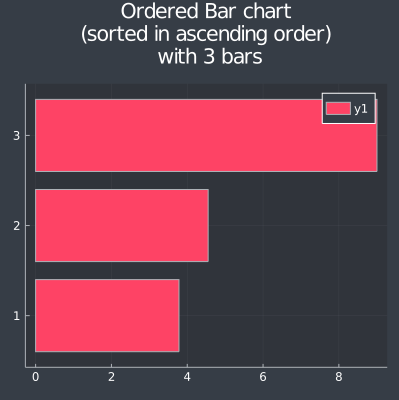 Ordered Bar chart
(sorted in ascending order)
with 3 bars
y1
3
2
1
0 2 4 6 8